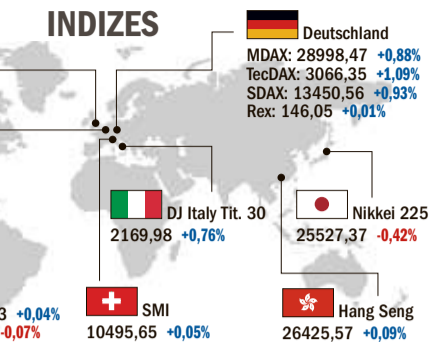 INDIZES
Deutschland
MDAX: 28998,47 +0,88%
TecDAX: 3066,35 +1,09%
SDAX: 13450,56 +0,93%
Rex: 146,05 +0,01%
DJ Italy Tit. 30
2169,98 +0,76%
Nikkei 225
25527,37 -0,42%
3 +0,04%
-0,07%
SMI
10495,65 +0,05%
Hang Seng
26425,57 +0,09%